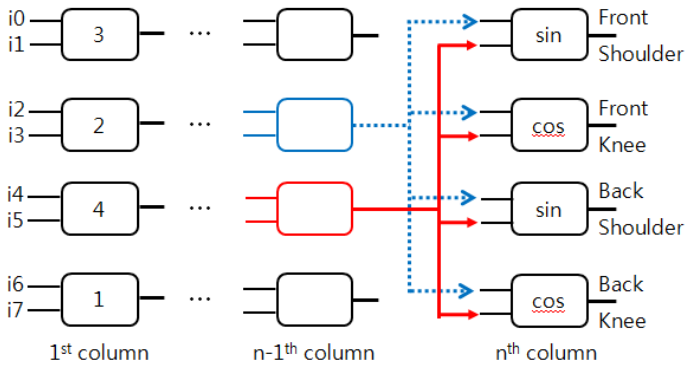 i0
i1
3
...
sin
Front
Shoulder
i2
i3
2
...
cos
Front
Knee
i4
i5
4
...
sin
Back
Shoulder
i6
i7
1
...
cos
Back
Knee
1st column
n-1th column
nth column